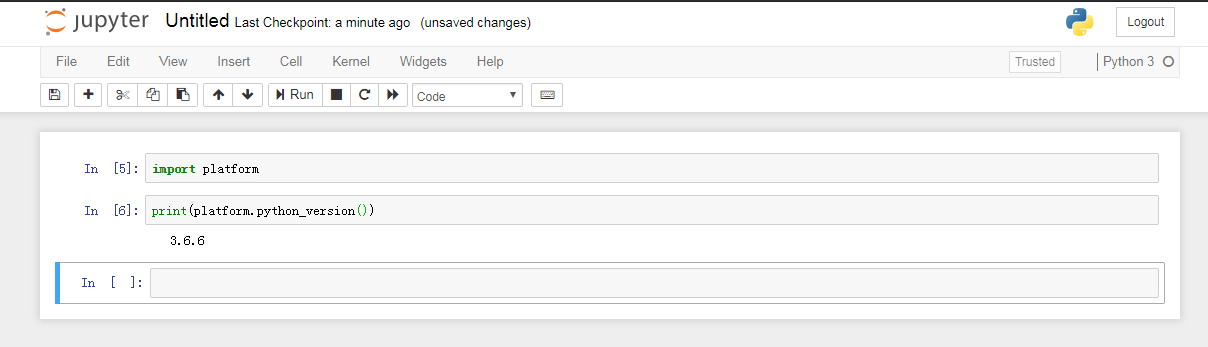 jupyter Untitled Last Checkpoint: a minute ago (unsaved changes) Logout
File Edit View Insert Cell Kernel Widgets Help Trusted Python 3
Run Code
In [5]: import platform
In [6]: print(platform.python_version())
3.6.6
In [ ]: